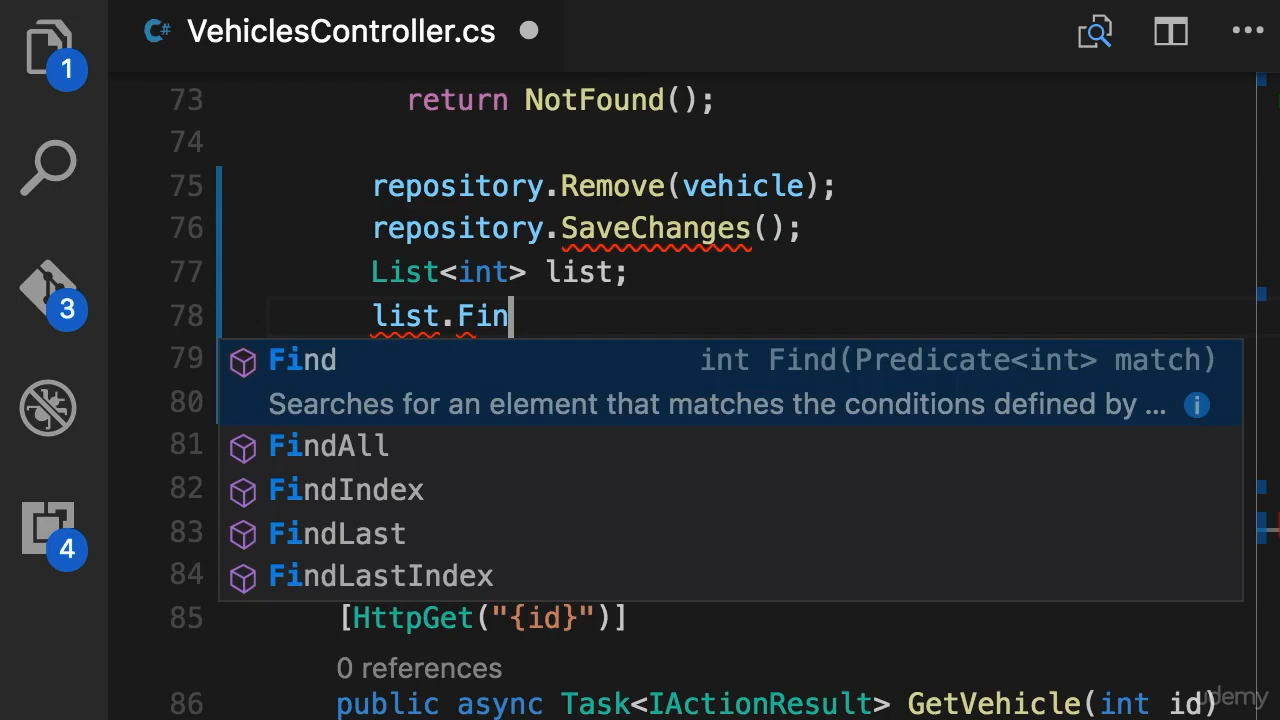 VehiclesController.cs
1
73 return NotFound();
74
75 repository.Remove(vehicle);
76 repository.SaveChanges();
77 List<int> list;
3
78 list.Fin
79 Find int Find(Predicate<int> match)
80 Searches for an element that matches the conditions defined by ...
81 FindAll
82 FindIndex
83 FindLast
4
84 FindLastIndex
85 [HttpGet("{id}")]
0 references
86 public async Task<IActionResult> GetVehicle(int id)
udemy